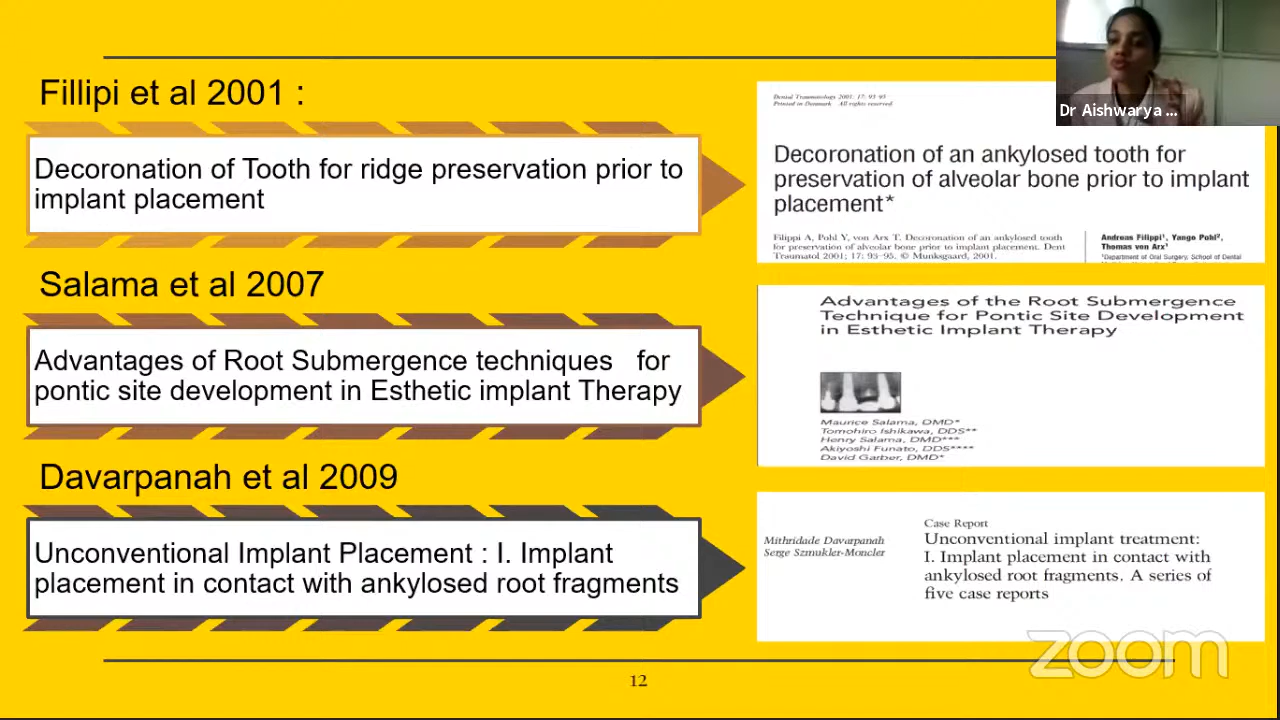 Fillipi et al 2001 :
Decoronation of Tooth for ridge preservation prior to
implant placement
Salama et al 2007
Advantages of Root Submergence techniques for
pontic site development in Esthetic implant Therapy
Davarpanah et al 2009
Unconventional Implant Placement : I. Implant
placement in contact with ankylosed root fragments
Dr Aishwarya ...
Dental Traumatology 2001; 17: 93–95
Printed in Denmark . All rights reserved
Decoronation of an ankylosed tooth for
preservation of alveolar bone prior to implant
placement*
Filippi A, Pohl Y, von Arx T. Decoronation of an ankylosed tooth
for preservation of alveolar bone prior to implant placement. Dent
Traumatol 2001; 17: 93–95. © Munksgaard, 2001.
Andreas Filippi¹, Yango Pohl²,
Thomas von Arx¹
¹Department of Oral Surgery, School of Dental
Advantages of the Root Submergence
Technique for Pontic Site Development
in Esthetic Implant Therapy
Maurice Salama, DMD*
Tomohiro Ishikawa, DDS**
Henry Salama, DMD***
Akiyoshi Funato, DDS****
David Garber, DMD*
Mithridade Davarpanah
Serge Szmukler-Moncler
Case Report
Unconventional implant treatment:
I. Implant placement in contact with
ankylosed root fragments. A series of
five case reports
zoom
12